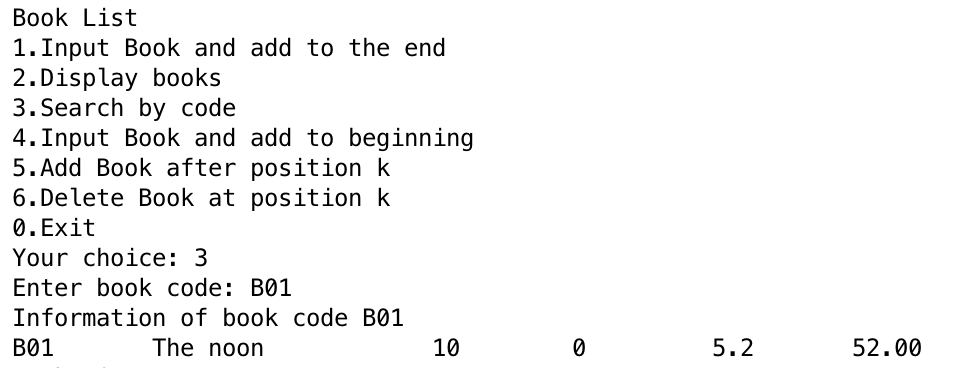 Book List
1.Input Book and add to the end
2.Display books
3.Search by code
4.Input Book and add to beginning
5.Add Book after position k
6.Delete Book at position k
0.Exit
Your choice: 3
Enter book code: B01
Information of book code B01
B01       The noon            10        0         5.2       52.00